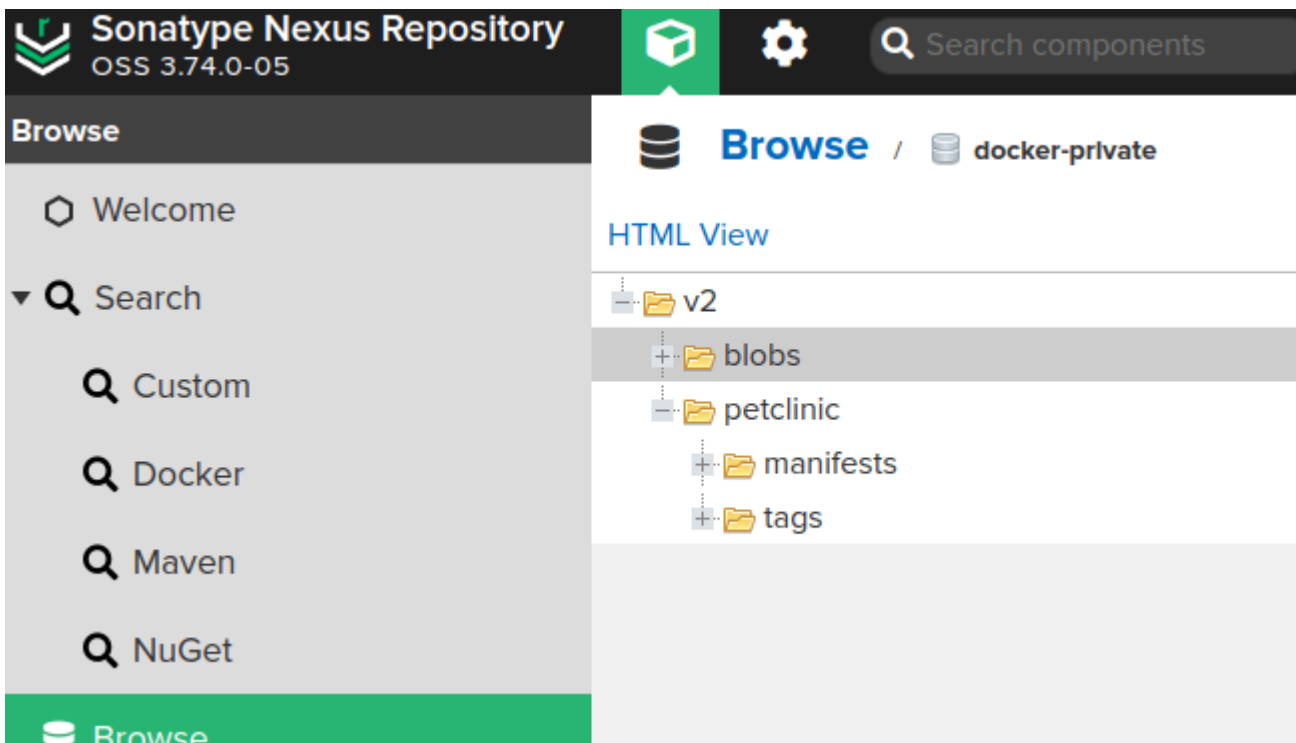 Sonatype Nexus Repository
OSS 3.74.0-05
Search components
Browse
Welcome
Search
Custom
Docker
Maven
NuGet
Browse
Browse / docker-private
HTML View
v2
blobs
petclinic
manifests
tags